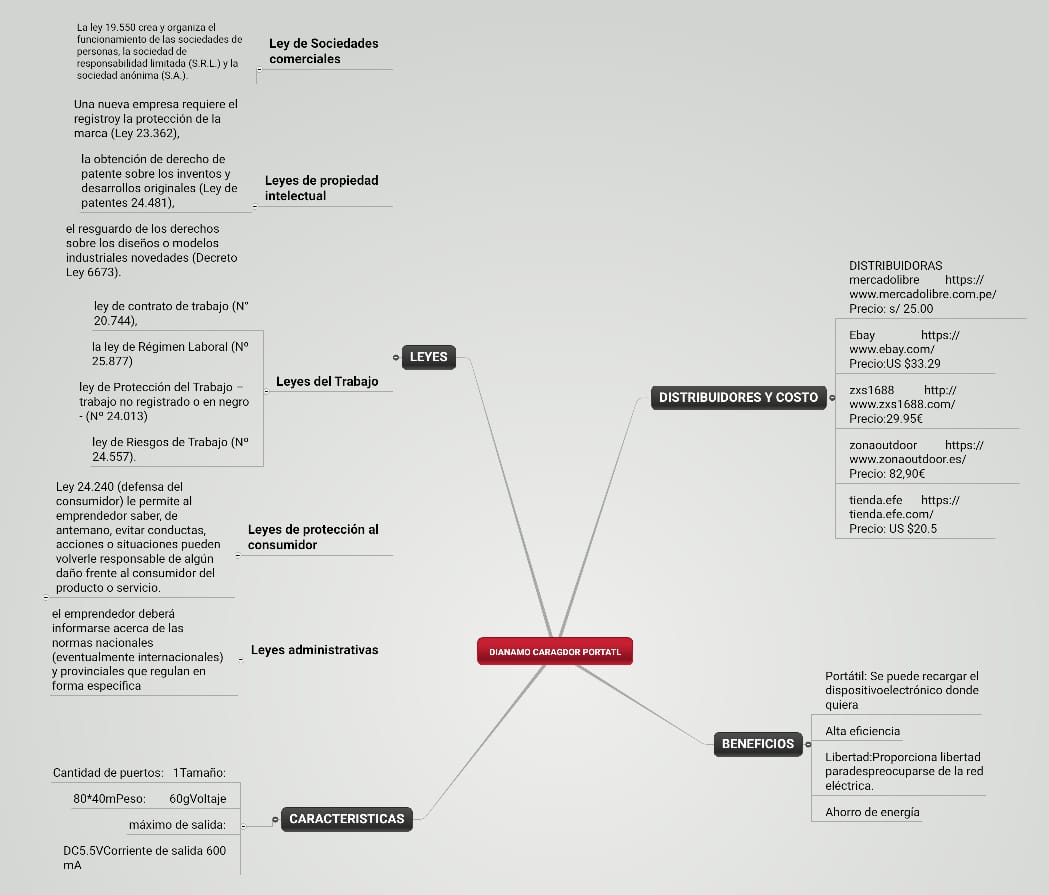 La ley 19.550 crea y organiza el
funcionamiento de las sociedades de
personas, la sociedad de
responsabilidad limitada (S.R.L.) y la
sociedad anónima (S.A.).
Ley de Sociedades
comerciales
Una nueva empresa requiere el
registroy la protección de la
marca (Ley 23.362),
la obtención de derecho de
patente sobre los inventos y
desarrollos originales (Ley de
patentes 24.481),
el resguardo de los derechos
sobre los diseños o modelos
industriales novedades (Decreto
Ley 6673).
Leyes de propiedad
intelectual
ley de contrato de trabajo (N°
20.744),
la ley de Régimen Laboral (Nº
25.877)
ley de Protección del Trabajo –
trabajo no registrado o en negro
- (Nº 24.013)
ley de Riesgos de Trabajo (Nº
24.557).
Leyes del Trabajo
LEYES
Ley 24.240 (defensa del
consumidor) le permite al
emprendedor saber, de
antemano, evitar conductas,
acciones o situaciones pueden
volverle responsable de algún
daño frente al consumidor del
producto o servicio.
Leyes de protección al
consumidor
el emprendedor deberá
informarse acerca de las
normas nacionales
(eventualmente internacionales)
y provinciales que regulan en
forma especifica
Leyes administrativas
DIANAMO CARAGDOR PORTATL
DISTRIBUIDORES Y COSTO
DISTRIBUIDORAS
mercadolibre https://
www.mercadolibre.com.pe/
Precio: s/ 25.00
Ebay https://
www.ebay.com/
Precio:US $33.29
zxs1688 http://
www.zxs1688.com/
Precio:29.95€
zonaoutdoor https://
www.zonaoutdoor.es/
Precio: 82,90€
tienda.efe https://
tienda.efe.com/
Precio: US $20.5
BENEFICIOS
Portátil: Se puede recargar el
dispositivoelectrónico donde
quiera
Alta eficiencia
Libertad:Proporciona libertad
paradespreocuparse de la red
eléctrica.
Ahorro de energía
Cantidad de puertos: 1Tamaño:
80*40mPeso: 60gVoltaje
máximo de salida:
DC5.5VCorriente de salida 600
mA
CARACTERISTICAS